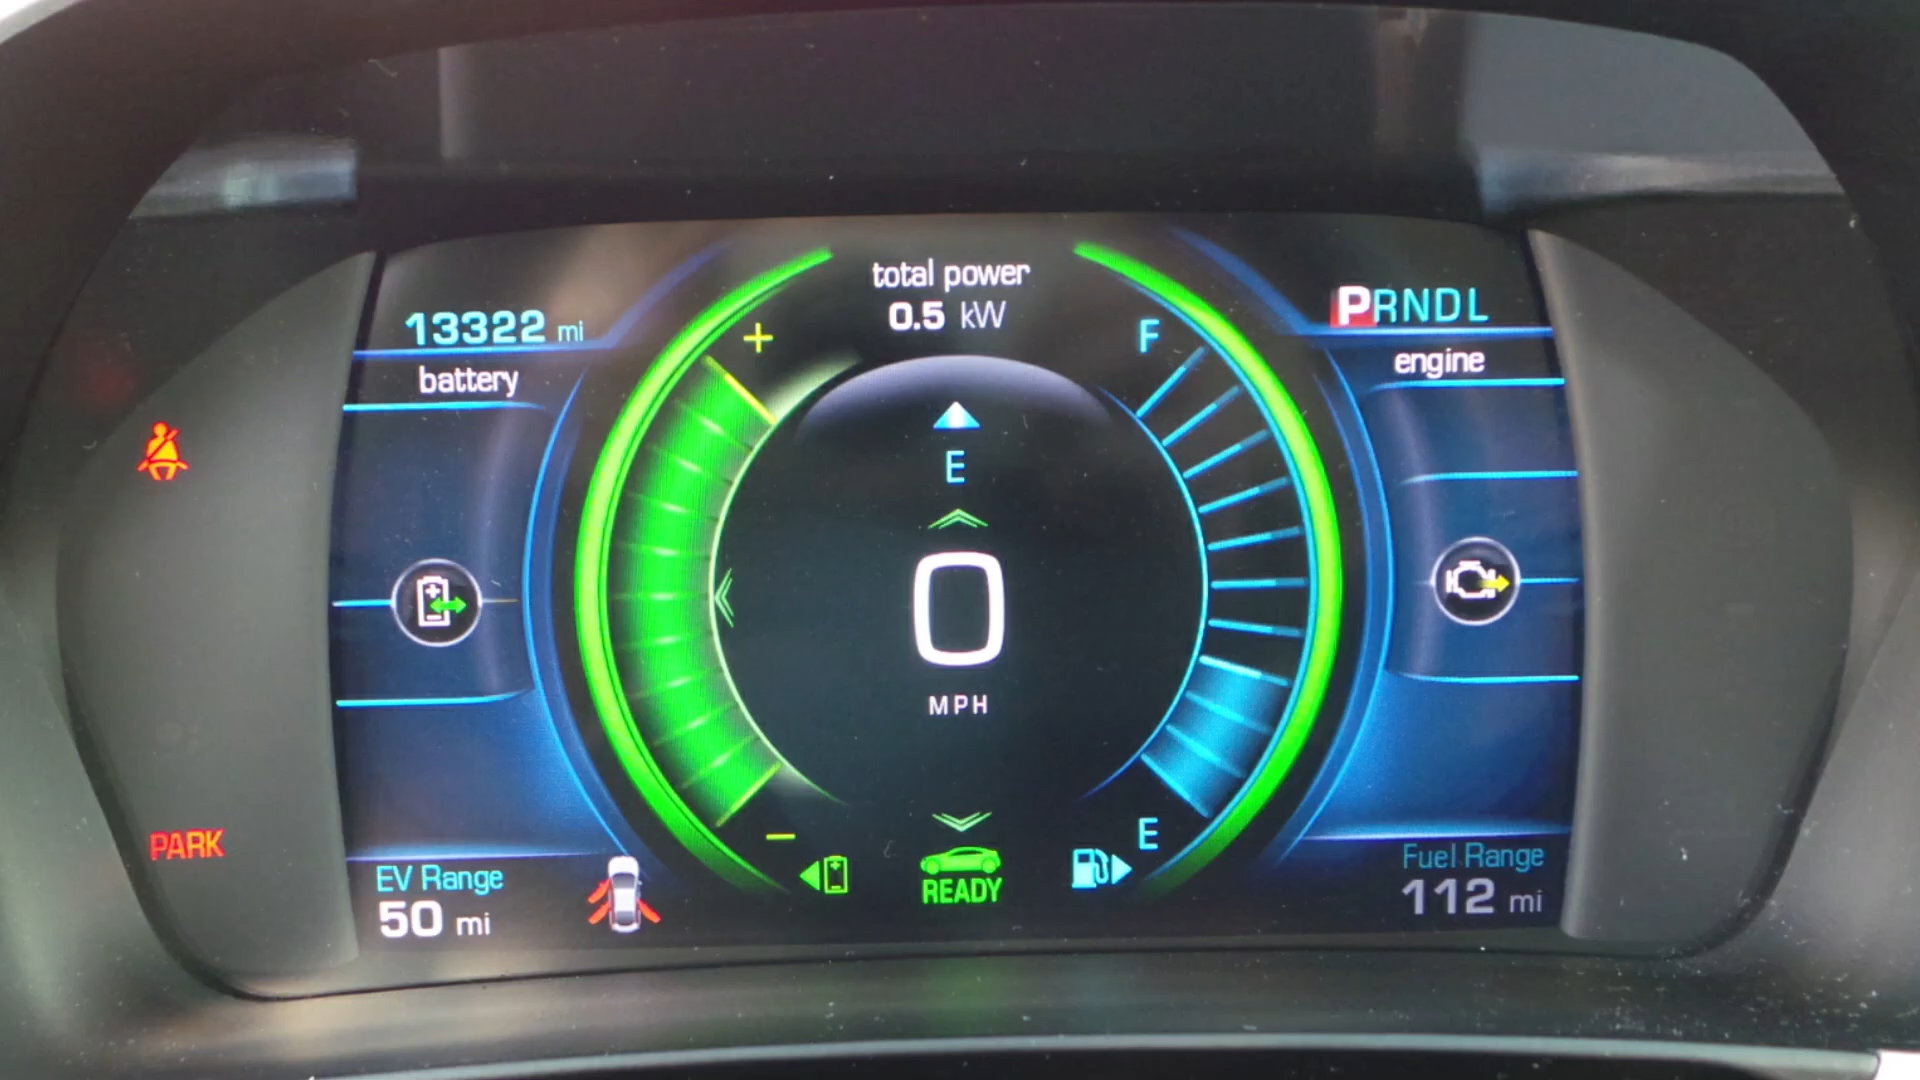 total power
0.5 kW
13322 mi
PRNDL
battery
engine
+
F
E
0
MPH
PARK
−
E
READY
EV Range
50 mi
Fuel Range
112 mi